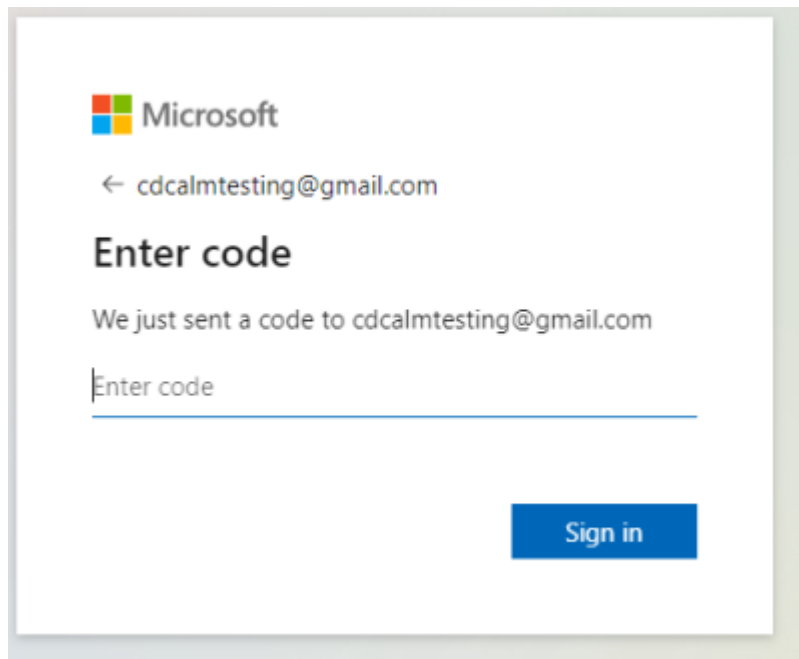 Microsoft
← cdcalmtesting@gmail.com
Enter code
We just sent a code to cdcalmtesting@gmail.com
Enter code
Sign in